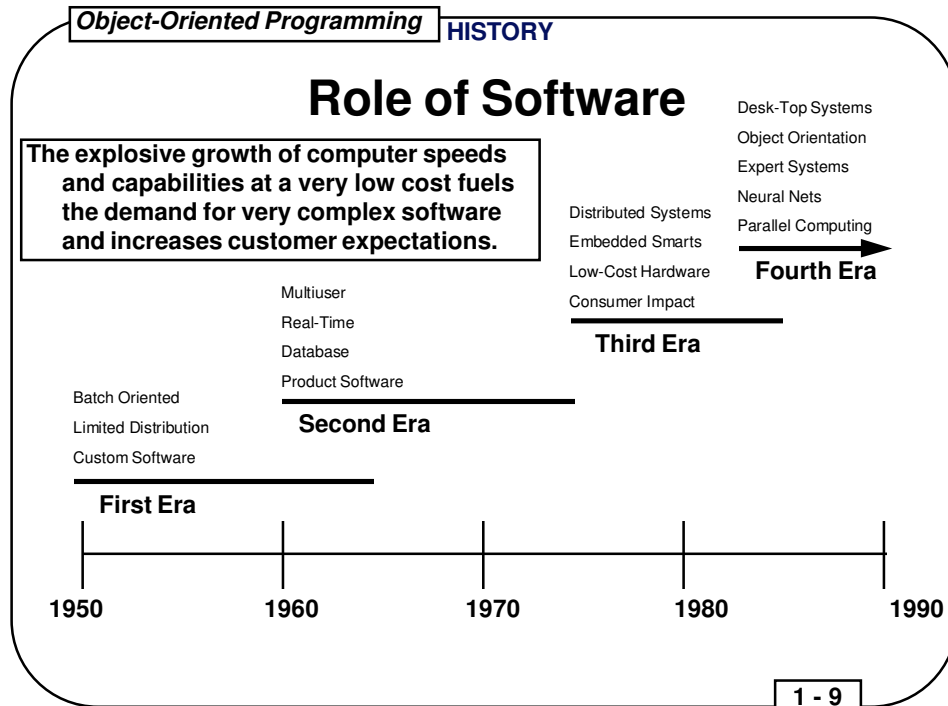 Object-Oriented Programming
HISTORY
Role of Software
The explosive growth of computer speeds
and capabilities at a very low cost fuels
the demand for very complex software
and increases customer expectations.
Batch Oriented
Limited Distribution
Custom Software
First Era
Multiuser
Real-Time
Database
Product Software
Second Era
Distributed Systems
Embedded Smarts
Low-Cost Hardware
Consumer Impact
Third Era
Desk-Top Systems
Object Orientation
Expert Systems
Neural Nets
Parallel Computing
Fourth Era
1950 1960 1970 1980 1990
1 - 9